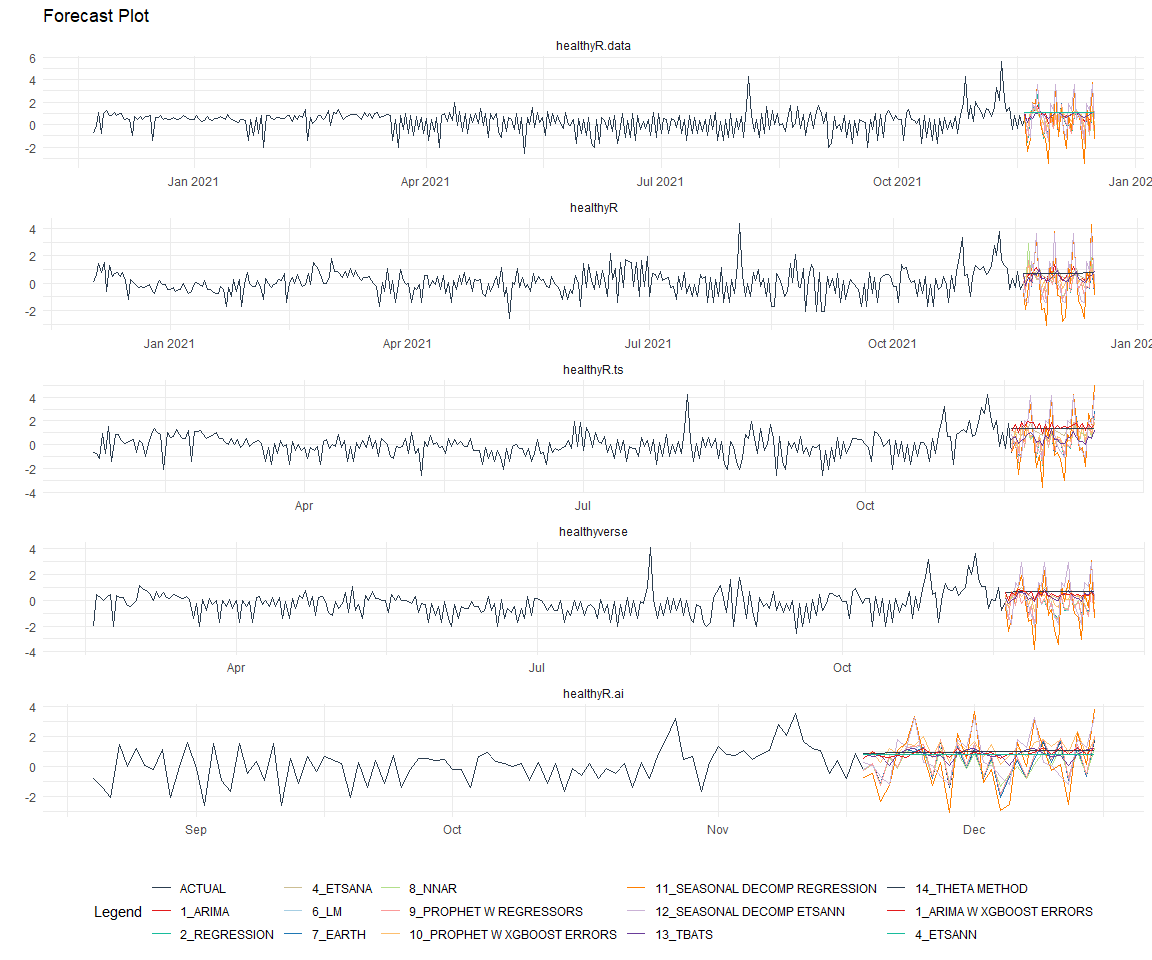 Forecast Plot
healthyR.data
6
4
2
0
-2
Jan 2021 Apr 2021 Jul 2021 Oct 2021 Jan 202
healthyR
4
2
0
-2
Jan 2021 Apr 2021 Jul 2021 Oct 2021 Jan 202
healthyR.ts
4
2
0
-2
-4
Apr Jul Oct
healthyverse
4
2
0
-2
-4
Apr Jul Oct
healthyR.ai
4
2
0
-2
Sep Oct Nov Dec
ACTUAL 4_ETSANA 8_NNAR 11_SEASONAL DECOMP REGRESSION 14_THETA METHOD
Legend 1_ARIMA 6_LM 9_PROPHET W REGRESSORS 12_SEASONAL DECOMP ETSANN 1_ARIMA W XGBOOST ERRORS
2_REGRESSION 7_EARTH 10_PROPHET W XGBOOST ERRORS 13_TBATS 4_ETSANN